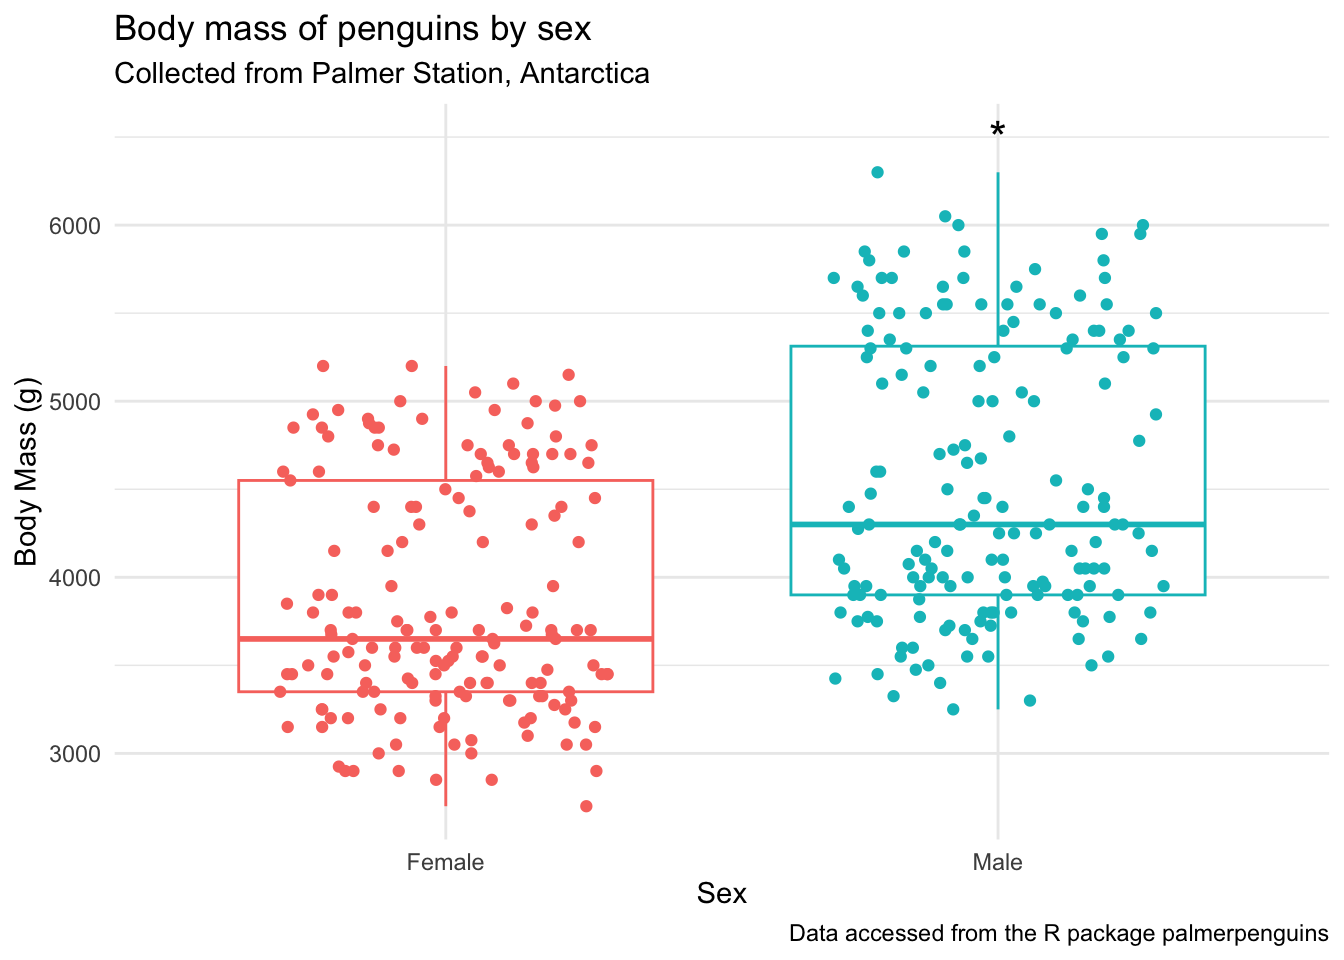 Body mass of penguins by sex
Collected from Palmer Station, Antarctica
*
6000
5000
4000
3000
Body Mass (g)
Female Male
Sex
Data accessed from the R package palmerpenguins